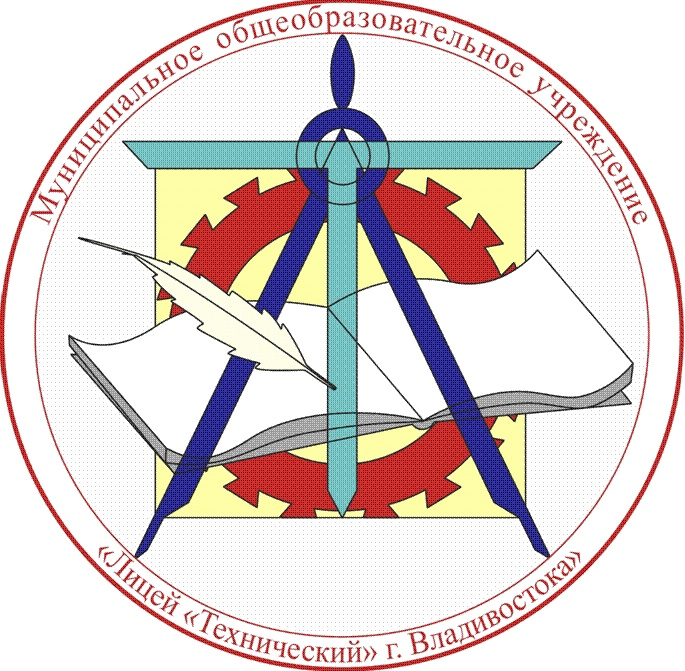 Муниципальное общеобразовательное учреждение
«Лицей «Технический» г. Владивостока»